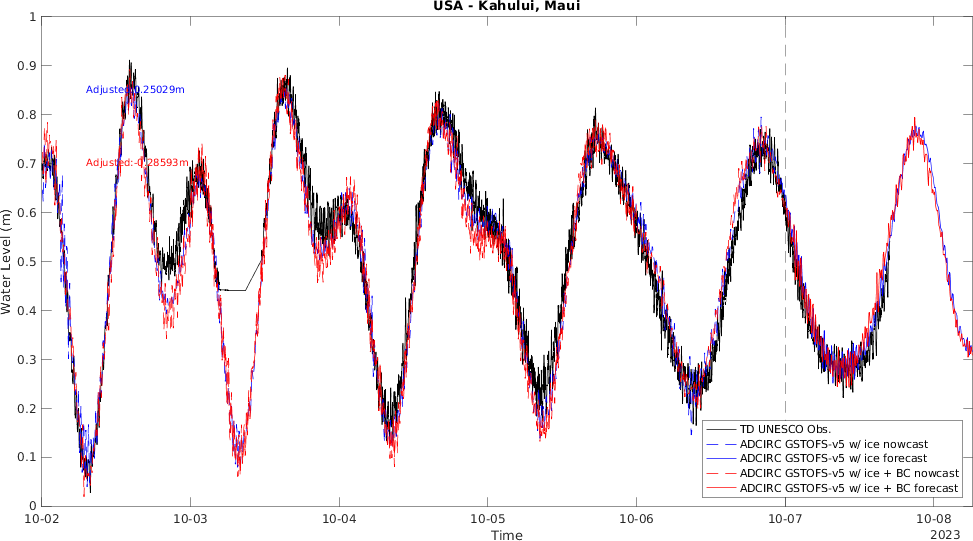 USA - Kahului, Maui
Water Level (m)
1
0.9
0.8
0.7
0.6
0.5
0.4
0.3
0.2
0.1
0
Adjusted:0.25029m
Adjusted:-0.28593m
TD UNESCO Obs.
ADCIRC GSTOFS-v5 w/ ice nowcast
ADCIRC GSTOFS-v5 w/ ice forecast
ADCIRC GSTOFS-v5 w/ ice + BC nowcast
ADCIRC GSTOFS-v5 w/ ice + BC forecast
10-02 10-03 10-04 10-05 10-06 10-07 10-08
Time
2023